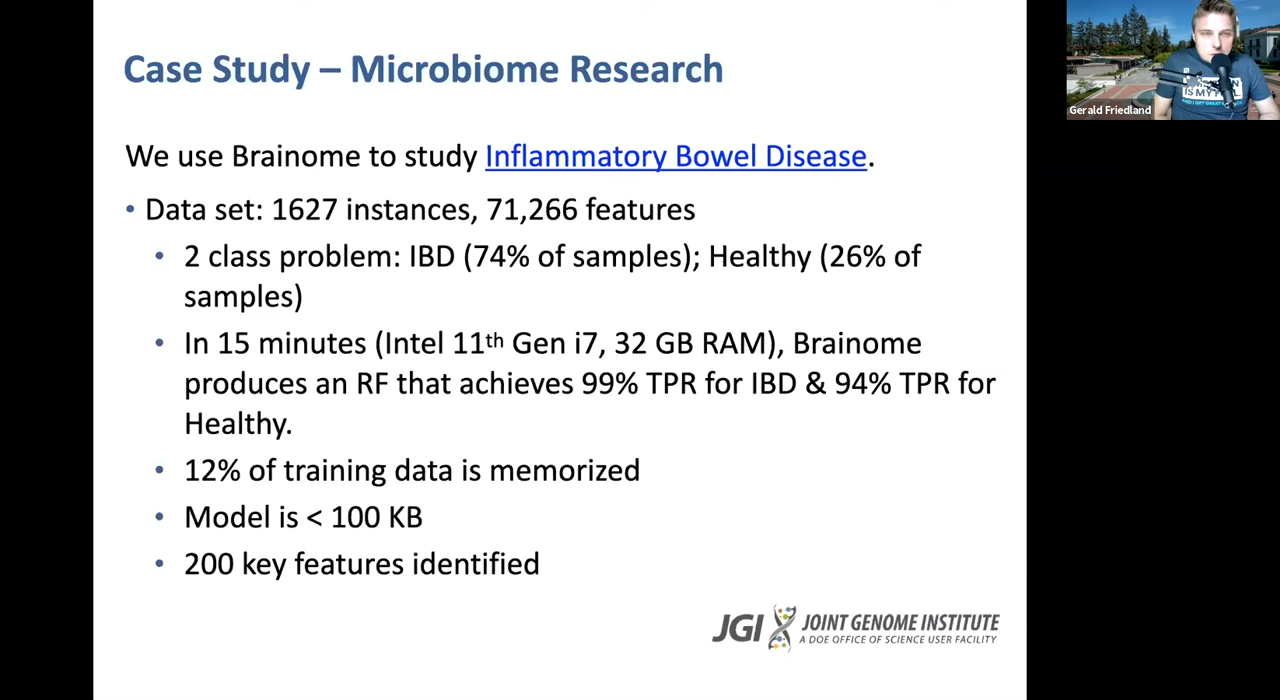 Case Study – Microbiome Research
We use Brainome to study Inflammatory Bowel Disease.
• Data set: 1627 instances, 71,266 features
• 2 class problem: IBD (74% of samples); Healthy (26% of
samples)
• In 15 minutes (Intel 11th Gen i7, 32 GB RAM), Brainome
produces an RF that achieves 99% TPR for IBD & 94% TPR for
Healthy.
• 12% of training data is memorized
• Model is < 100 KB
• 200 key features identified
JGI JOINT GENOME INSTITUTE
A DOE OFFICE OF SCIENCE USER FACILITY
Gerald Friedland
IS MY